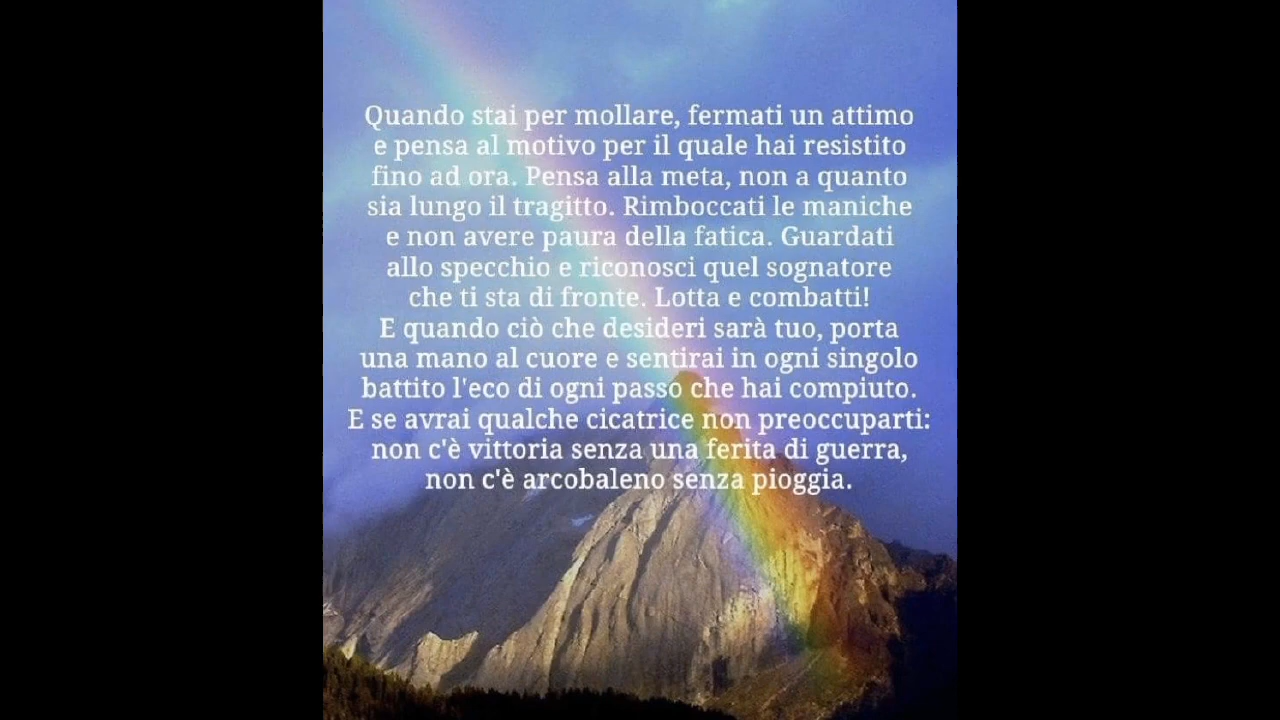 Quando stai per mollare, fermati un attimo
e pensa al motivo per il quale hai resistito
fino ad ora. Pensa alla meta, non a quanto
sia lungo il tragitto. Rimboccati le maniche
e non avere paura della fatica. Guardati
allo specchio e riconosci quel sognatore
che ti sta di fronte. Lotta e combatti!
E quando ciò che desideri sarà tuo, porta
una mano al cuore e sentirai in ogni singolo
battito l'eco di ogni passo che hai compiuto.
E se avrai qualche cicatrice non preoccuparti:
non c'è vittoria senza una ferita di guerra,
non c'è arcobaleno senza pioggia.